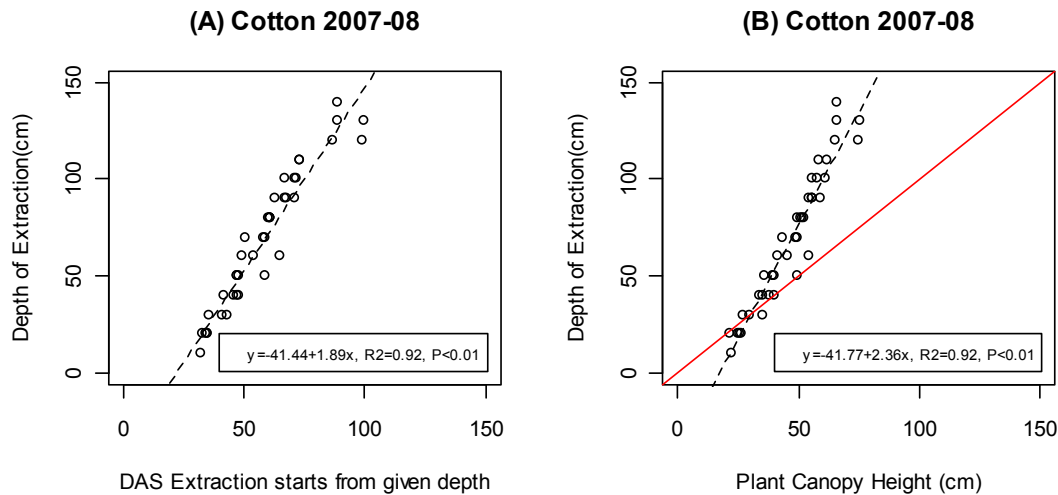 (A) Cotton 2007-08
Depth of Extraction(cm)
150
100
50
0
y=-41.44+1.89x, R2=0.92, P<0.01
0 50 100 150
DAS Extraction starts from given depth
(B) Cotton 2007-08
Depth of Extraction(cm)
150
100
50
0
y=-41.77+2.36x, R2=0.92, P<0.01
0 50 100 150
Plant Canopy Height (cm)